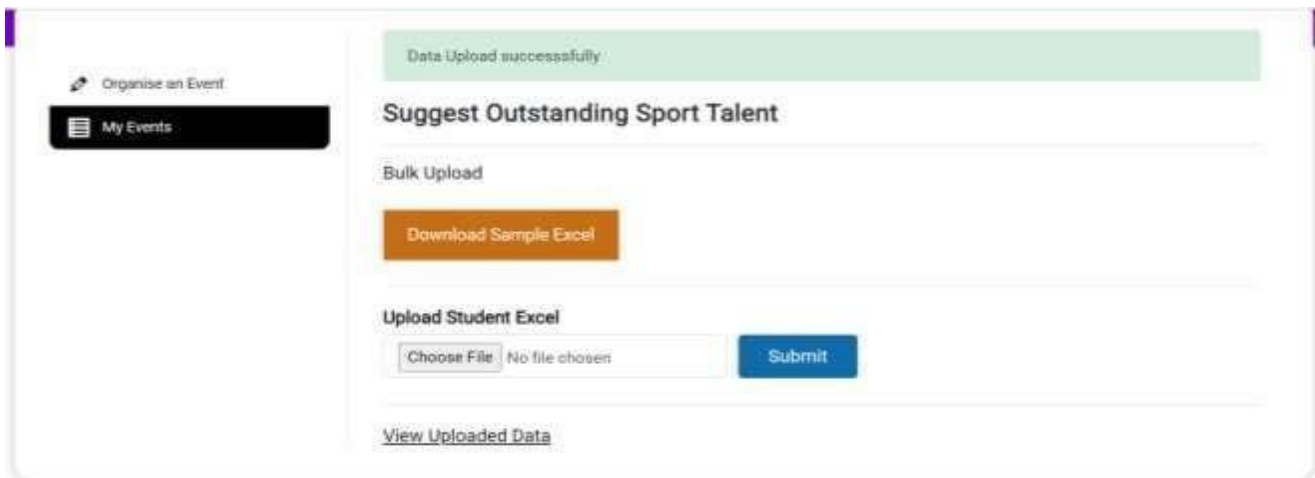 Organise an Event
My Events
Data Upload successsfully
Suggest Outstanding Sport Talent
Bulk Upload
Download Sample Excel
Upload Student Excel
Choose File No file chosen
Submit
View Uploaded Data